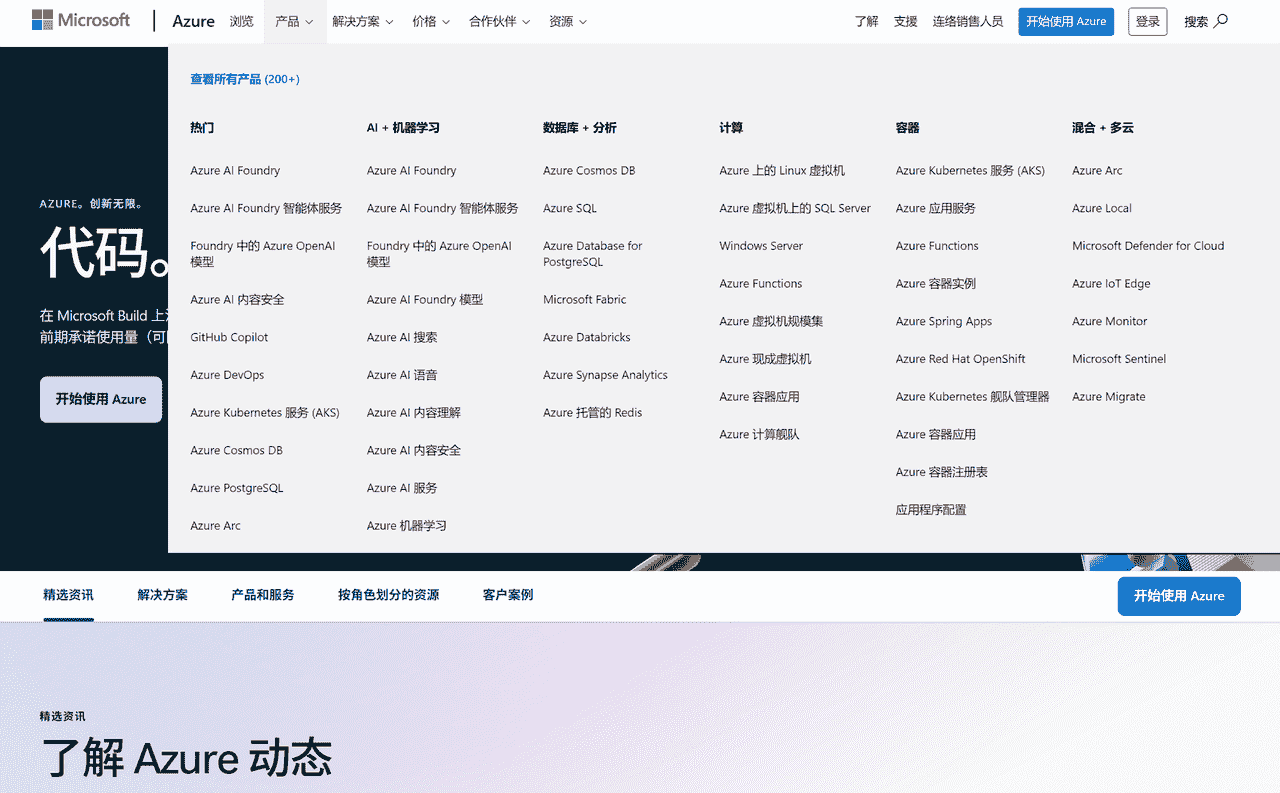 Microsoft
Azure
浏览
产品
解决方案
价格
合作伙伴
资源
了解
支援
连络销售人员
开始使用 Azure
登录
搜索
查看所有产品 (200+)
热门
Azure AI Foundry
Azure AI Foundry 智能体服务
Foundry 中的 Azure OpenAI
模型
Azure AI 内容安全
GitHub Copilot
Azure DevOps
Azure Kubernetes 服务 (AKS)
Azure Cosmos DB
Azure PostgreSQL
Azure Arc
AI + 机器学习
Azure AI Foundry
Azure AI Foundry 智能体服务
Foundry 中的 Azure OpenAI
模型
Azure AI Foundry 模型
Azure AI 搜索
Azure AI 语音
Azure AI 内容理解
Azure AI 内容安全
Azure AI 服务
Azure 机器学习
数据库 + 分析
Azure Cosmos DB
Azure SQL
Azure Database for
PostgreSQL
Microsoft Fabric
Azure Databricks
Azure Synapse Analytics
Azure 托管的 Redis
计算
Azure 上的 Linux 虚拟机
Azure 虚拟机上的 SQL Server
Windows Server
Azure Functions
Azure 虚拟机规模集
Azure 现成虚拟机
Azure 容器应用
Azure 计算舰队
容器
Azure Kubernetes 服务 (AKS)
Azure 应用服务
Azure Functions
Azure 容器实例
Azure Spring Apps
Azure Red Hat OpenShift
Azure Kubernetes 舰队管理器
Azure 容器应用
Azure 容器注册表
应用程序配置
混合 + 多云
Azure Arc
Azure Local
Microsoft Defender for Cloud
Azure IoT Edge
Azure Monitor
Microsoft Sentinel
Azure Migrate
AZURE。创新无限。
代码。
在 Microsoft Build 上
前期承诺使用量（可
开始使用 Azure
精选资讯
解决方案
产品和服务
按角色划分的资源
客户案例
开始使用 Azure
精选资讯
了解 Azure 动态